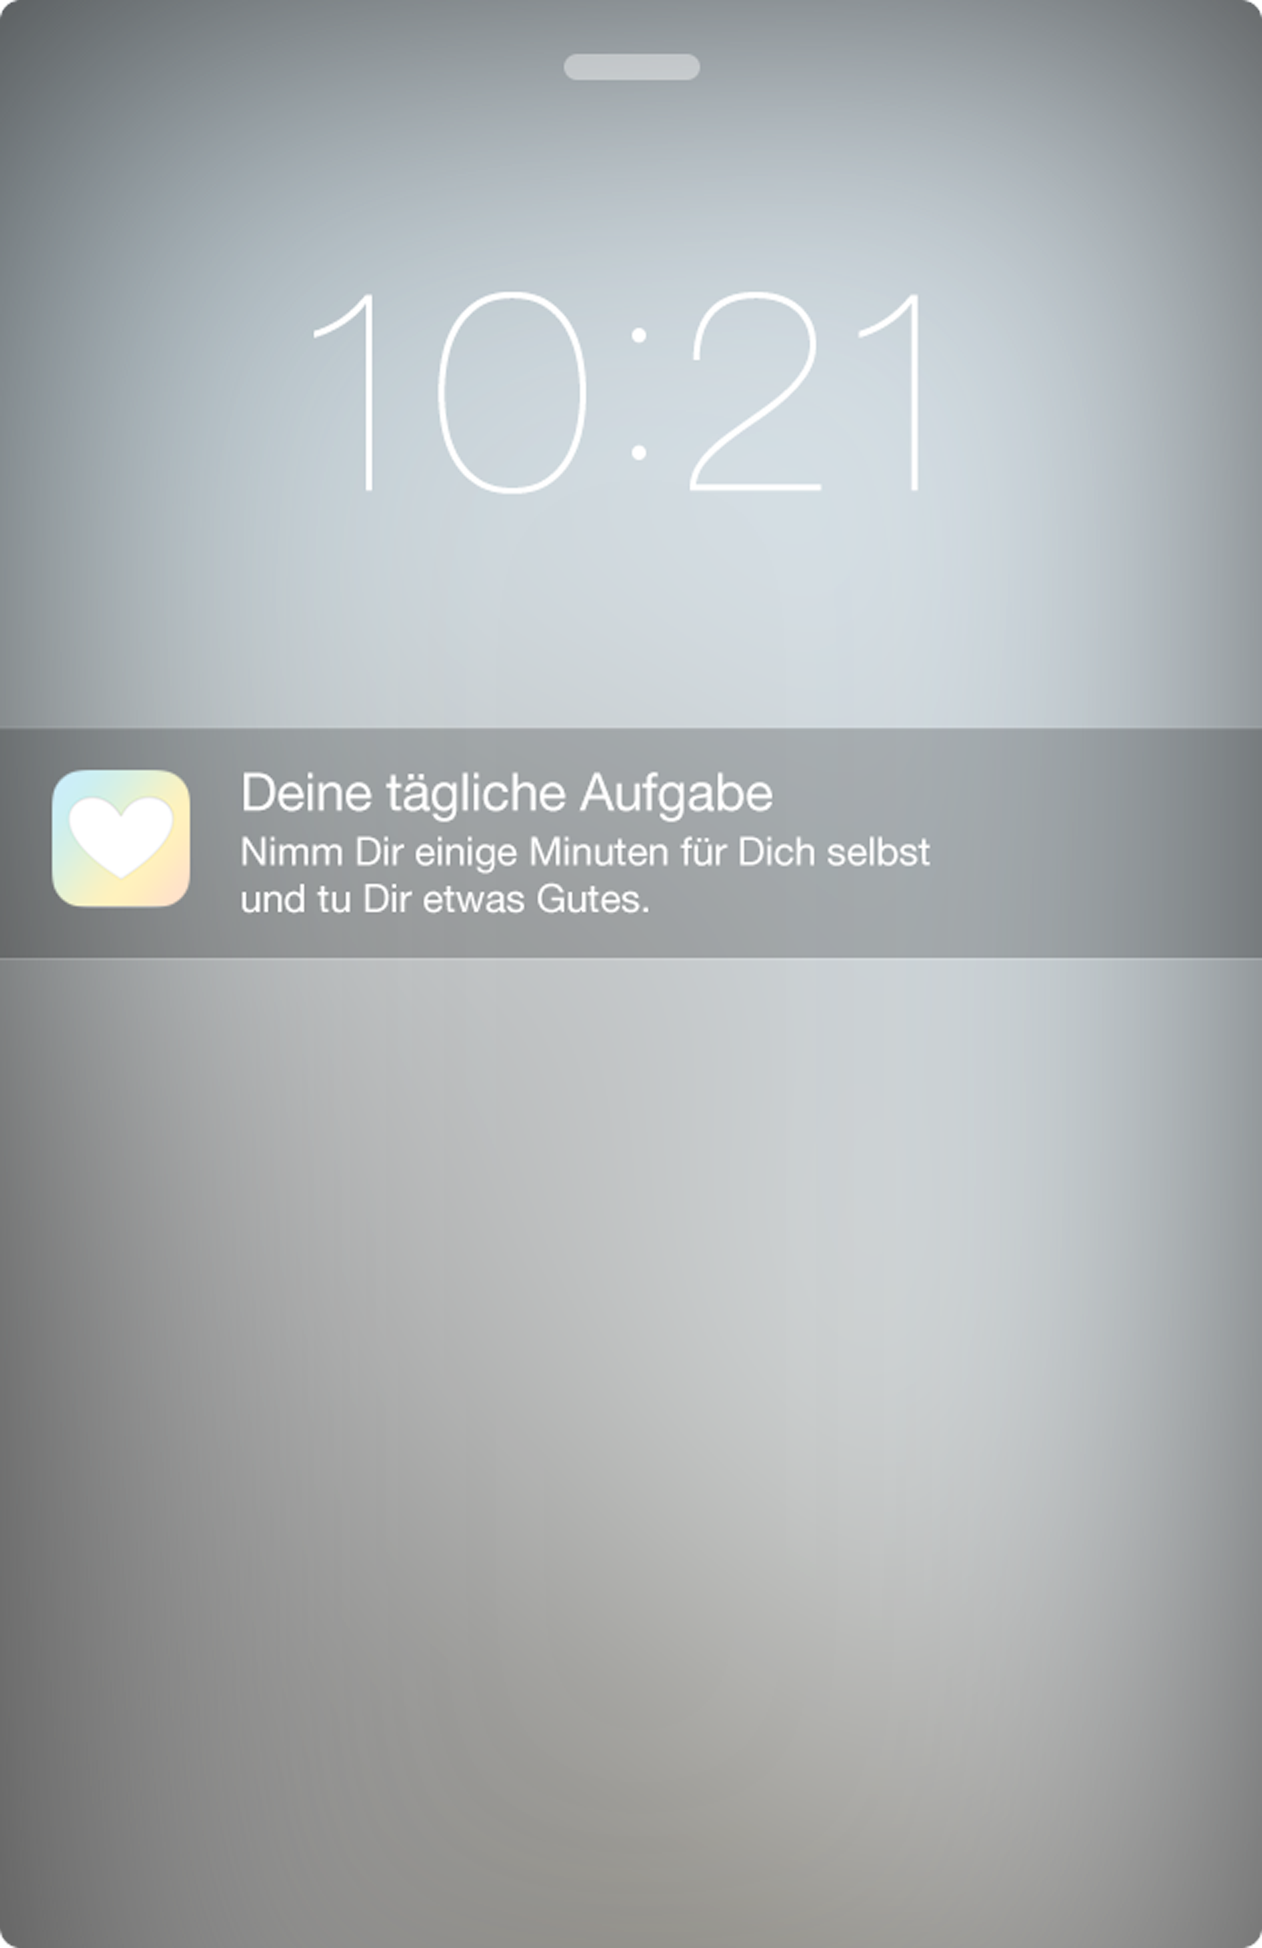 10:21
Deine tägliche Aufgabe
Nimm Dir einige Minuten für Dich selbst
und tu Dir etwas Gutes.